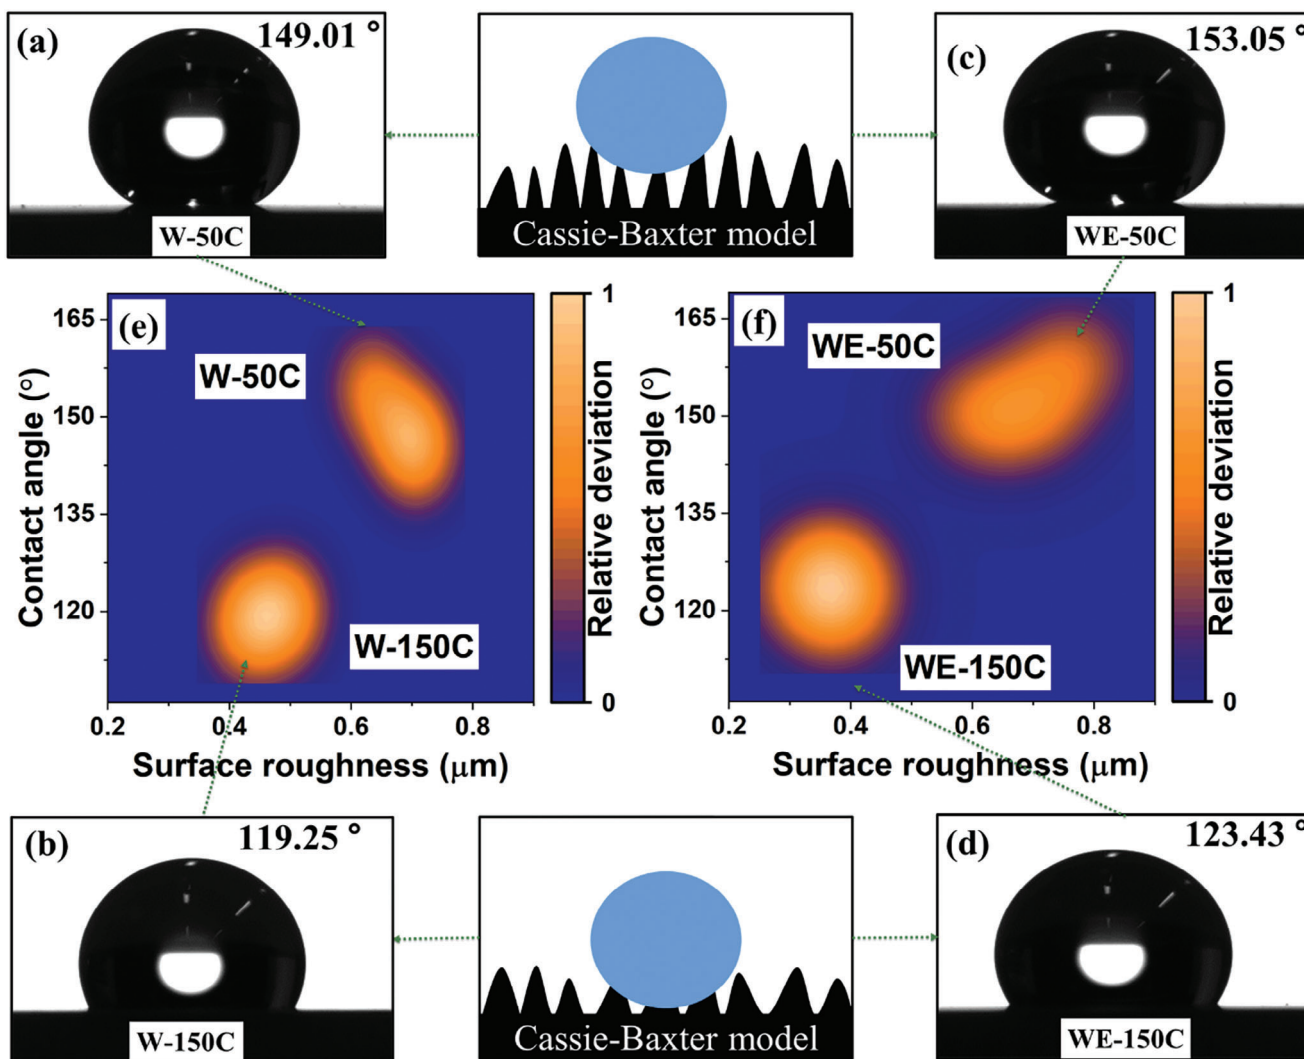 (a)
149.01 °
W-50C
Cassie-Baxter model
(c)
153.05 °
WE-50C
(e)
W-50C
W-150C
165
150
135
120
Contact angle (°)
0.2
0.4
0.6
0.8
Surface roughness (μm)
1
0
Relative deviation
(f)
WE-50C
WE-150C
165
150
135
120
Contact angle (°)
0.2
0.4
0.6
0.8
Surface roughness (μm)
1
0
Relative deviation
(b)
119.25 °
W-150C
Cassie-Baxter model
(d)
123.43 °
WE-150C